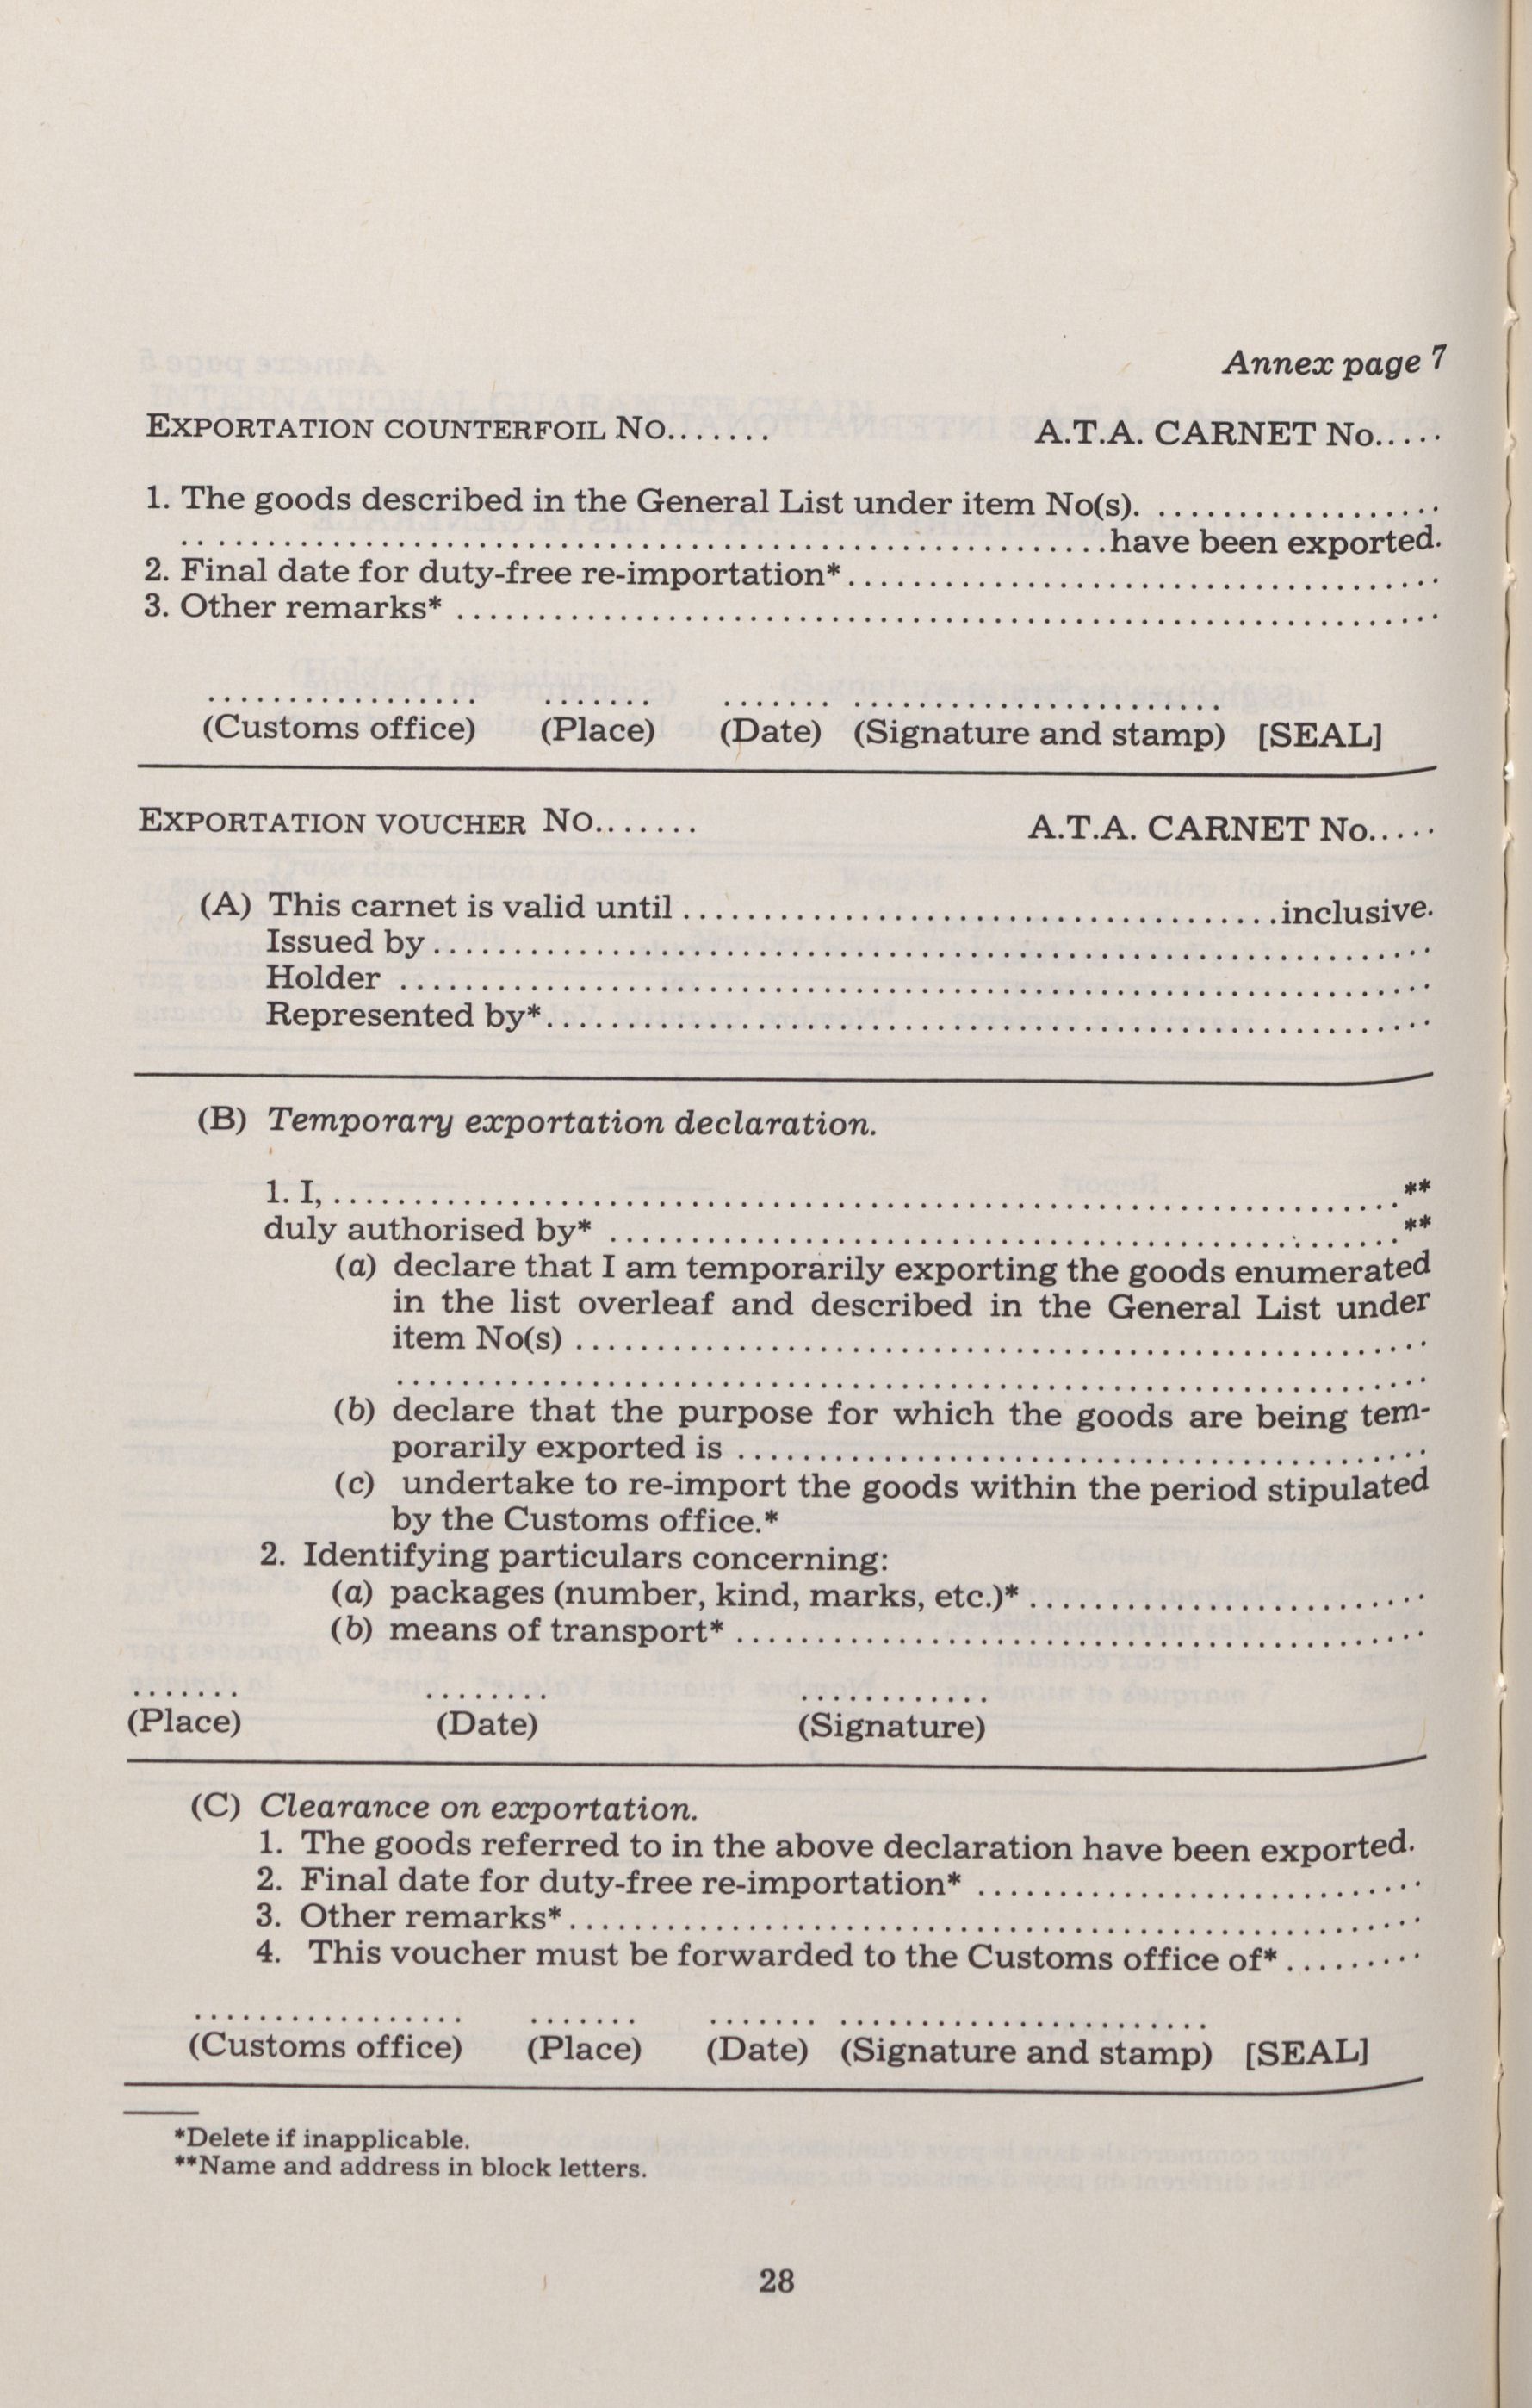 Annex page 7
EXPORTATION COUNTERFOIL NO....... A.T.A. CARNET No.....
1. The goods described in the General List under item No(s). ..................
.......................................................... have been exported.
2. Final date for duty-free re-importation*.....................................
3. Other remarks* .............................................................
................. ....... ....... .......................
(Customs office) (Place) (Date) (Signature and stamp) [SEAL]
EXPORTATION VOUCHER NO....... A.T.A. CARNET No.....
(A) This carnet is valid until ..................................... inclusive.
Issued by ..............................................................
Holder ................................................................
Represented by*.......................................................
(B) Temporary exportation declaration.
1. I, ...................................................................**
duly authorised by* ..................................................**
(a) declare that I am temporarily exporting the goods enumerated
in the list overleaf and described in the General List under
item No(s) .....................................................
................................................................
(b) declare that the purpose for which the goods are being tem-
porarily exported is ...........................................
(c) undertake to re-import the goods within the period stipulated
by the Customs office.*
2. Identifying particulars concerning:
(a) packages (number, kind, marks, etc.)* .........................
(b) means of transport* ...........................................
....... ........ ............
(Place) (Date) (Signature)
(C) Clearance on exportation.
1. The goods referred to in the above declaration have been exported.
2. Final date for duty-free re-importation* ............................
3. Other remarks*.....................................................
4. This voucher must be forwarded to the Customs office of* .........
................. ....... ....... .......................
(Customs office) (Place) (Date) (Signature and stamp) [SEAL]
*Delete if inapplicable.
**Name and address in block letters.
28